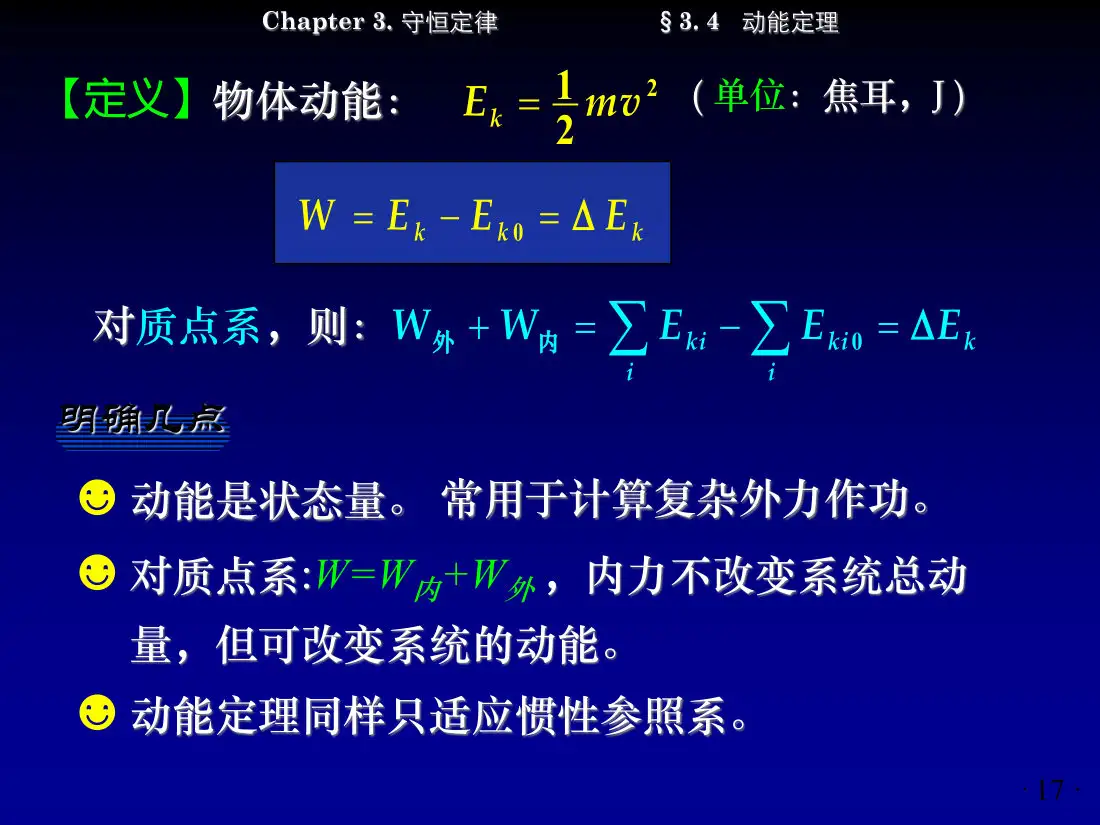 Chapter 3. 守恒定律 §3.4 动能定理
【定义】物体动能： E_k = 1/2 mv² (单位：焦耳，J)
W = E_k − E_k0 = Δ E_k
对质点系，则：W外 + W内 = ∑_i E_ki − ∑_i E_ki0 = ΔE_k
明确几点
动能是状态量。 常用于计算复杂外力作功。
对质点系:W=W内+W外，内力不改变系统总动
量，但可改变系统的动能。
动能定理同样只适应惯性参照系。
· 17 ·